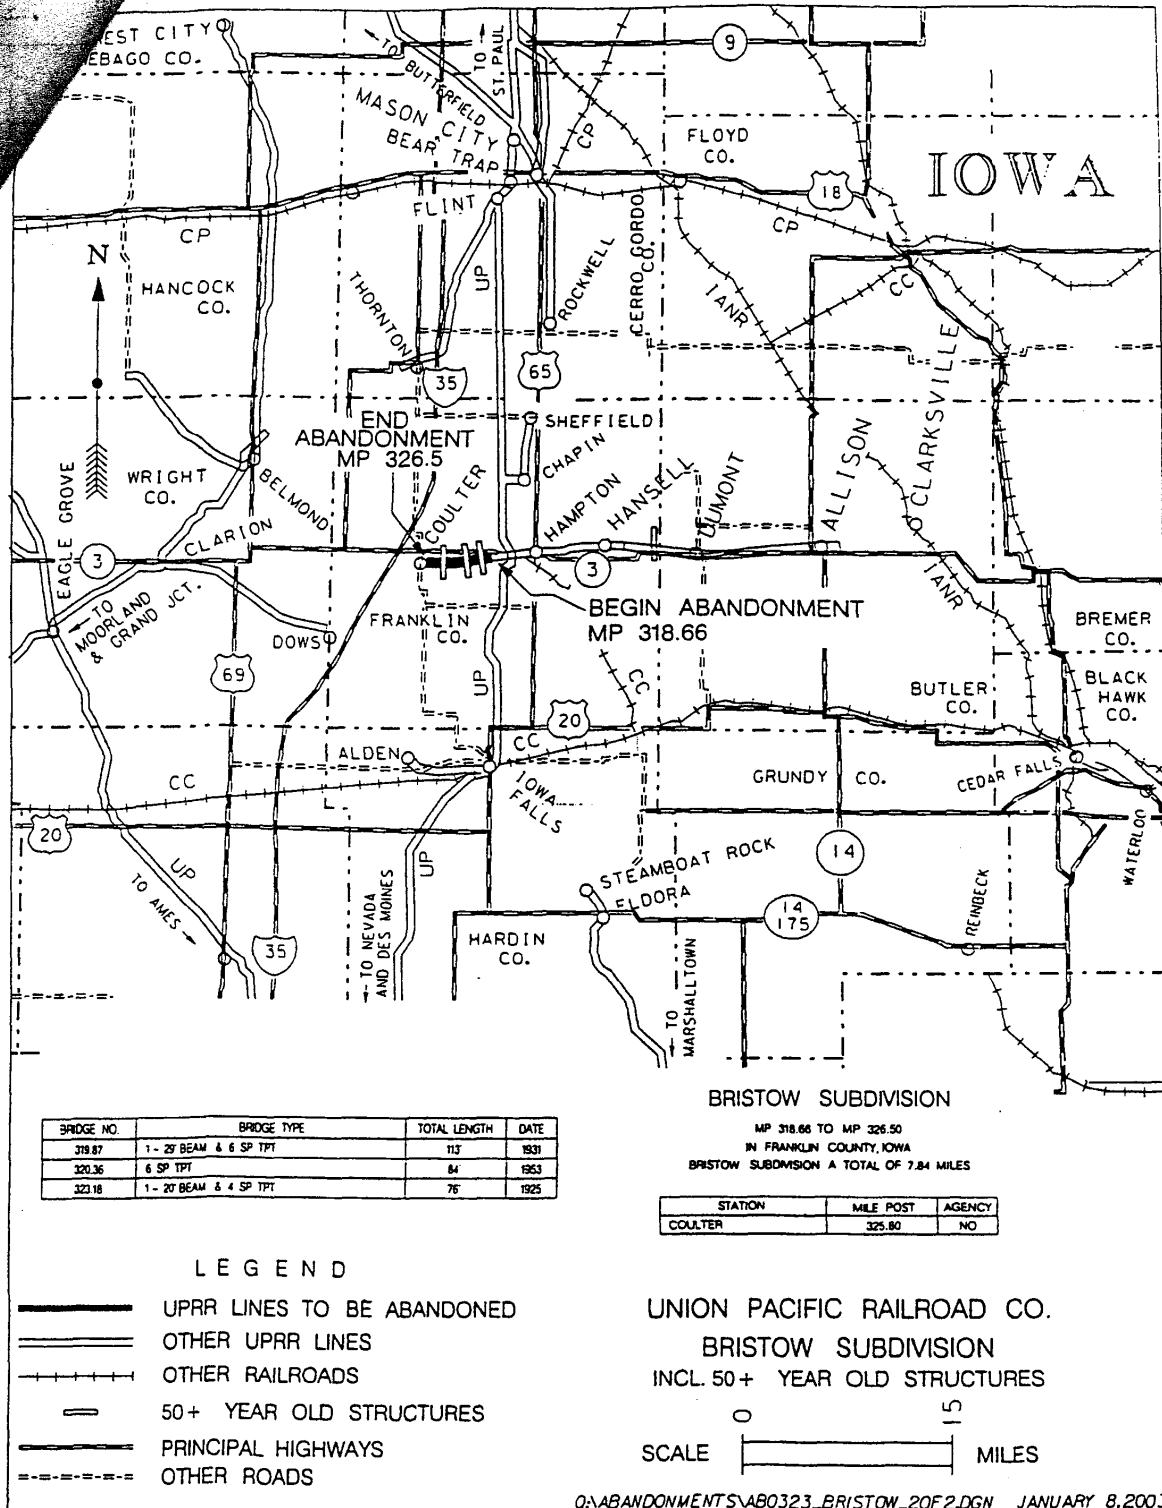 EST CITY
EBAGO CO.
TO BUTTERFIELD
TO ST. PAUL
9
MASON CITY
BEAR TRAP
CP
FLOYD CO.
IOWA
18
FLINT
CP
CP
N
HANCOCK CO.
THORNTON
UP
ROCKWELL
CERRO GORDO CO.
IANR
CC
35
65
END
ABANDONMENT
MP 326.5
SHEFFIELD
CHAPIN
CLARKSVILLE
ALLISON
WRIGHT CO.
EAGLE GROVE
BELMOND
COULTER
HAMPTON
HANSELL
DUMONT
CLARION
3
3
IANR
BEGIN ABANDONMENT
MP 318.66
TO MOORLAND & GRAND JCT.
DOWS
FRANKLIN CO.
BREMER CO.
69
UP
CC
BUTLER CO.
BLACK HAWK CO.
20
ALDEN
CC
CC
IOWA FALLS
GRUNDY CO.
CEDAR FALLS
20
UP
UP
14
WATERLOO
TO AMES
STEAMBOAT ROCK
ELDORA
14
175
REINBECK
35
TO NEVADA AND DES MOINES
HARDIN CO.
TO MARSHALLTOWN
BRISTOW SUBDIVISION
MP 318.66 TO MP 326.50
IN FRANKLIN COUNTY, IOWA
BRISTOW SUBDIVISION A TOTAL OF 7.84 MILES
BRIDGE NO. BRIDGE TYPE TOTAL LENGTH DATE
319.87 1 - 29' BEAM & 6 SP TPT 113' 1931
320.36 6 SP TPT 84' 1953
323.18 1 - 20' BEAM & 4 SP TPT 76' 1925
STATION MILE POST AGENCY
COULTER 325.80 NO
LEGEND
UPRR LINES TO BE ABANDONED
OTHER UPRR LINES
OTHER RAILROADS
50+ YEAR OLD STRUCTURES
PRINCIPAL HIGHWAYS
OTHER ROADS
UNION PACIFIC RAILROAD CO.
BRISTOW SUBDIVISION
INCL. 50+ YEAR OLD STRUCTURES
0 15
SCALE MILES
O:\ABANDONMENTS\AB0323_BRISTOW_2OF2.DGN JANUARY 8, 200